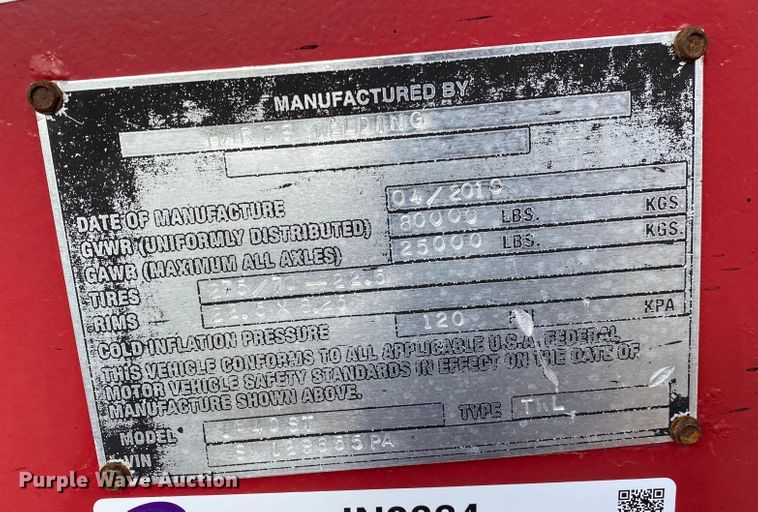 MANUFACTURED BY
WELDING
DATE OF MANUFACTURE 04/2010
GVWR (UNIFORMLY DISTRIBUTED) 80000 LBS. KGS
GAWR (MAXIMUM ALL AXLES) 25000 LBS. KGS.
TIRES 275/70—22.5
RIMS 22.5 X 8.25
COLD INFLATION PRESSURE 120 KPA
THIS VEHICLE CONFORMS TO ALL APPLICABLE U.S.A. FEDERAL
MOTOR VEHICLE SAFETY STANDARDS IN EFFECT ON THE DATE OF
MANUFACTURE SHOWN ABOVE.
MODEL TYPE TRL
VIN
Purple Wave Auction